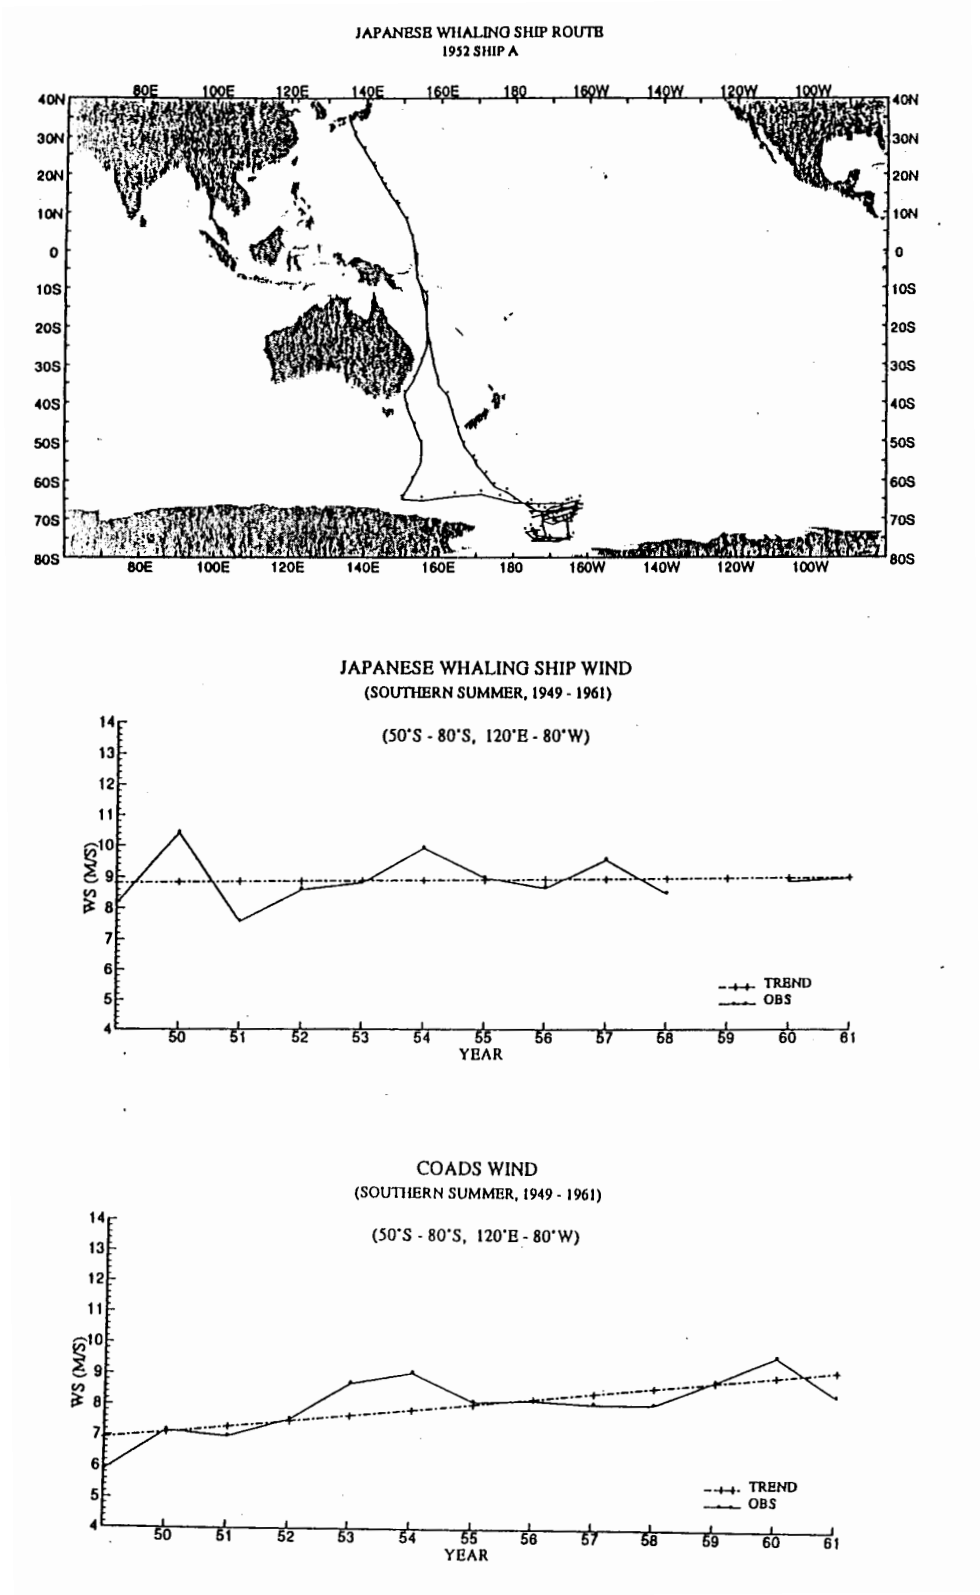 JAPANESE WHALING SHIP ROUTE
1952 SHIP A
80E 100E 120E 140E 160E 180 160W 140W 120W 100W
40N 40N
30N 30N
20N 20N
10N 10N
0 0
10S 10S
20S 20S
30S 30S
40S 40S
50S 50S
60S 60S
70S 70S
80S 80S
80E 100E 120E 140E 160E 180 160W 140W 120W 100W
JAPANESE WHALING SHIP WIND
(SOUTHERN SUMMER, 1949 - 1961)
(50°S - 80°S, 120°E - 80°W)
14
13
12
11
10
9
8
7
6
5
4
WS (M/S)
TREND
OBS
50 51 52 53 54 55 56 57 58 59 60 61
YEAR
COADS WIND
(SOUTHERN SUMMER, 1949 - 1961)
(50°S - 80°S, 120°E - 80°W)
14
13
12
11
10
9
8
7
6
5
4
WS (M/S)
TREND
OBS
50 51 52 53 54 55 56 57 58 59 60 61
YEAR